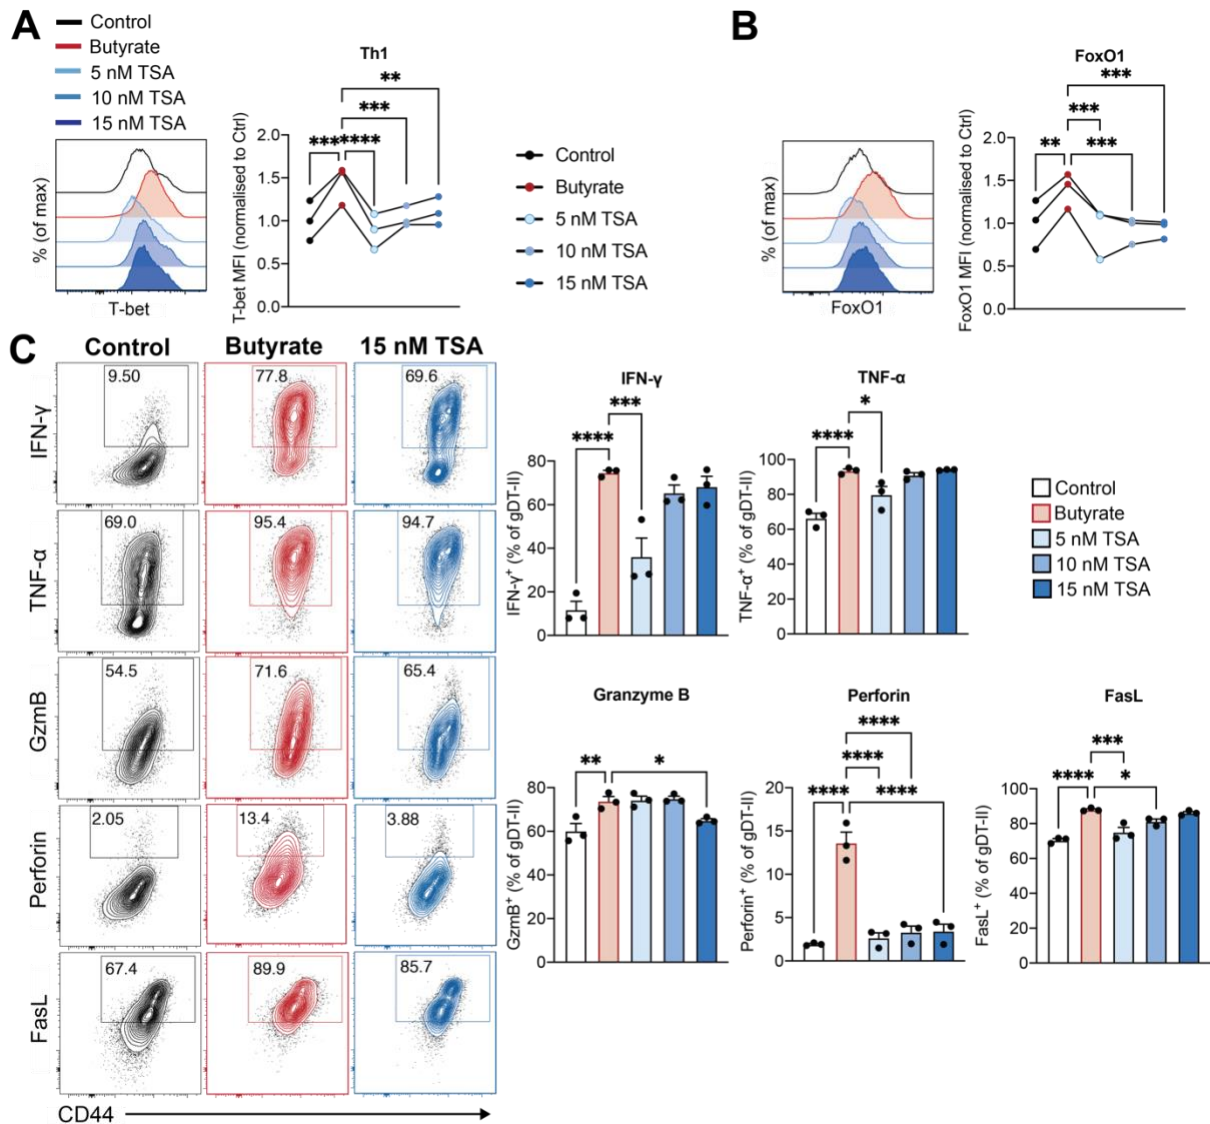 A
Control
Butyrate
5 nM TSA
10 nM TSA
15 nM TSA
% (of max)
T-bet
Th1
T-bet MFI (normalised to Ctrl)
2.0
1.5
1.0
0.5
0.0
***
****
***
**
Control
Butyrate
5 nM TSA
10 nM TSA
15 nM TSA
B
% (of max)
FoxO1
FoxO1
FoxO1 MFI (normalised to Ctrl)
2.0
1.5
1.0
0.5
0.0
**
***
***
***
C
Control Butyrate 15 nM TSA
IFN-γ
9.50 77.8 69.6
TNF-α
69.0 95.4 94.7
GzmB
54.5 71.6 65.4
Perforin
2.05 13.4 3.88
FasL
67.4 89.9 85.7
CD44
IFN-γ
IFN-γ⁺ (% of gDT-II)
80
60
40
20
0
****
***
TNF-α
TNF-α⁺ (% of gDT-II)
100
80
60
40
20
0
****
*
Control
Butyrate
5 nM TSA
10 nM TSA
15 nM TSA
Granzyme B
GzmB⁺ (% of gDT-II)
80
60
40
20
0
**
*
Perforin
Perforin⁺ (% of gDT-II)
20
15
10
5
0
****
****
****
****
FasL
FasL⁺ (% of gDT-II)
100
80
60
40
20
0
****
***
*